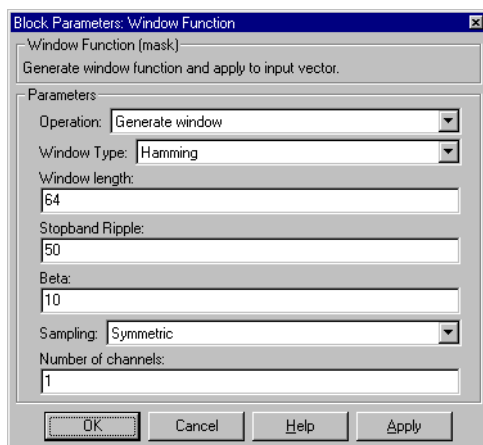 Block Parameters: Window Function
Window Function (mask)
Generate window function and apply to input vector.
Parameters
Operation: Generate window
Window Type: Hamming
Window length:
64
Stopband Ripple:
50
Beta:
10
Sampling: Symmetric
Number of channels:
1
OK Cancel Help Apply